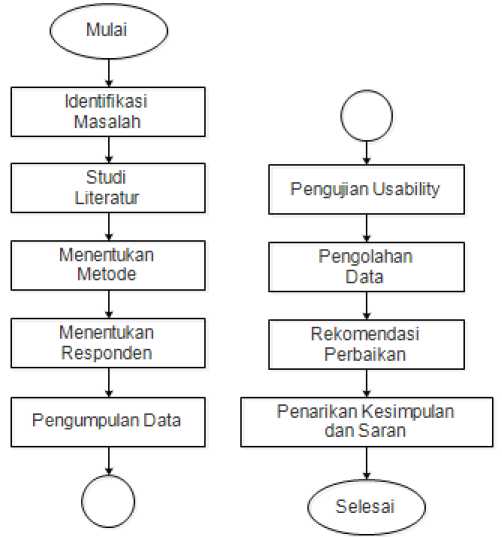 Mulai
Identifikasi
Masalah
Studi
Literatur
Menentukan
Metode
Menentukan
Responden
Pengumpulan Data
Pengujian Usability
Pengolahan
Data
Rekomendasi
Perbaikan
Penarikan Kesimpulan
dan Saran
Selesai